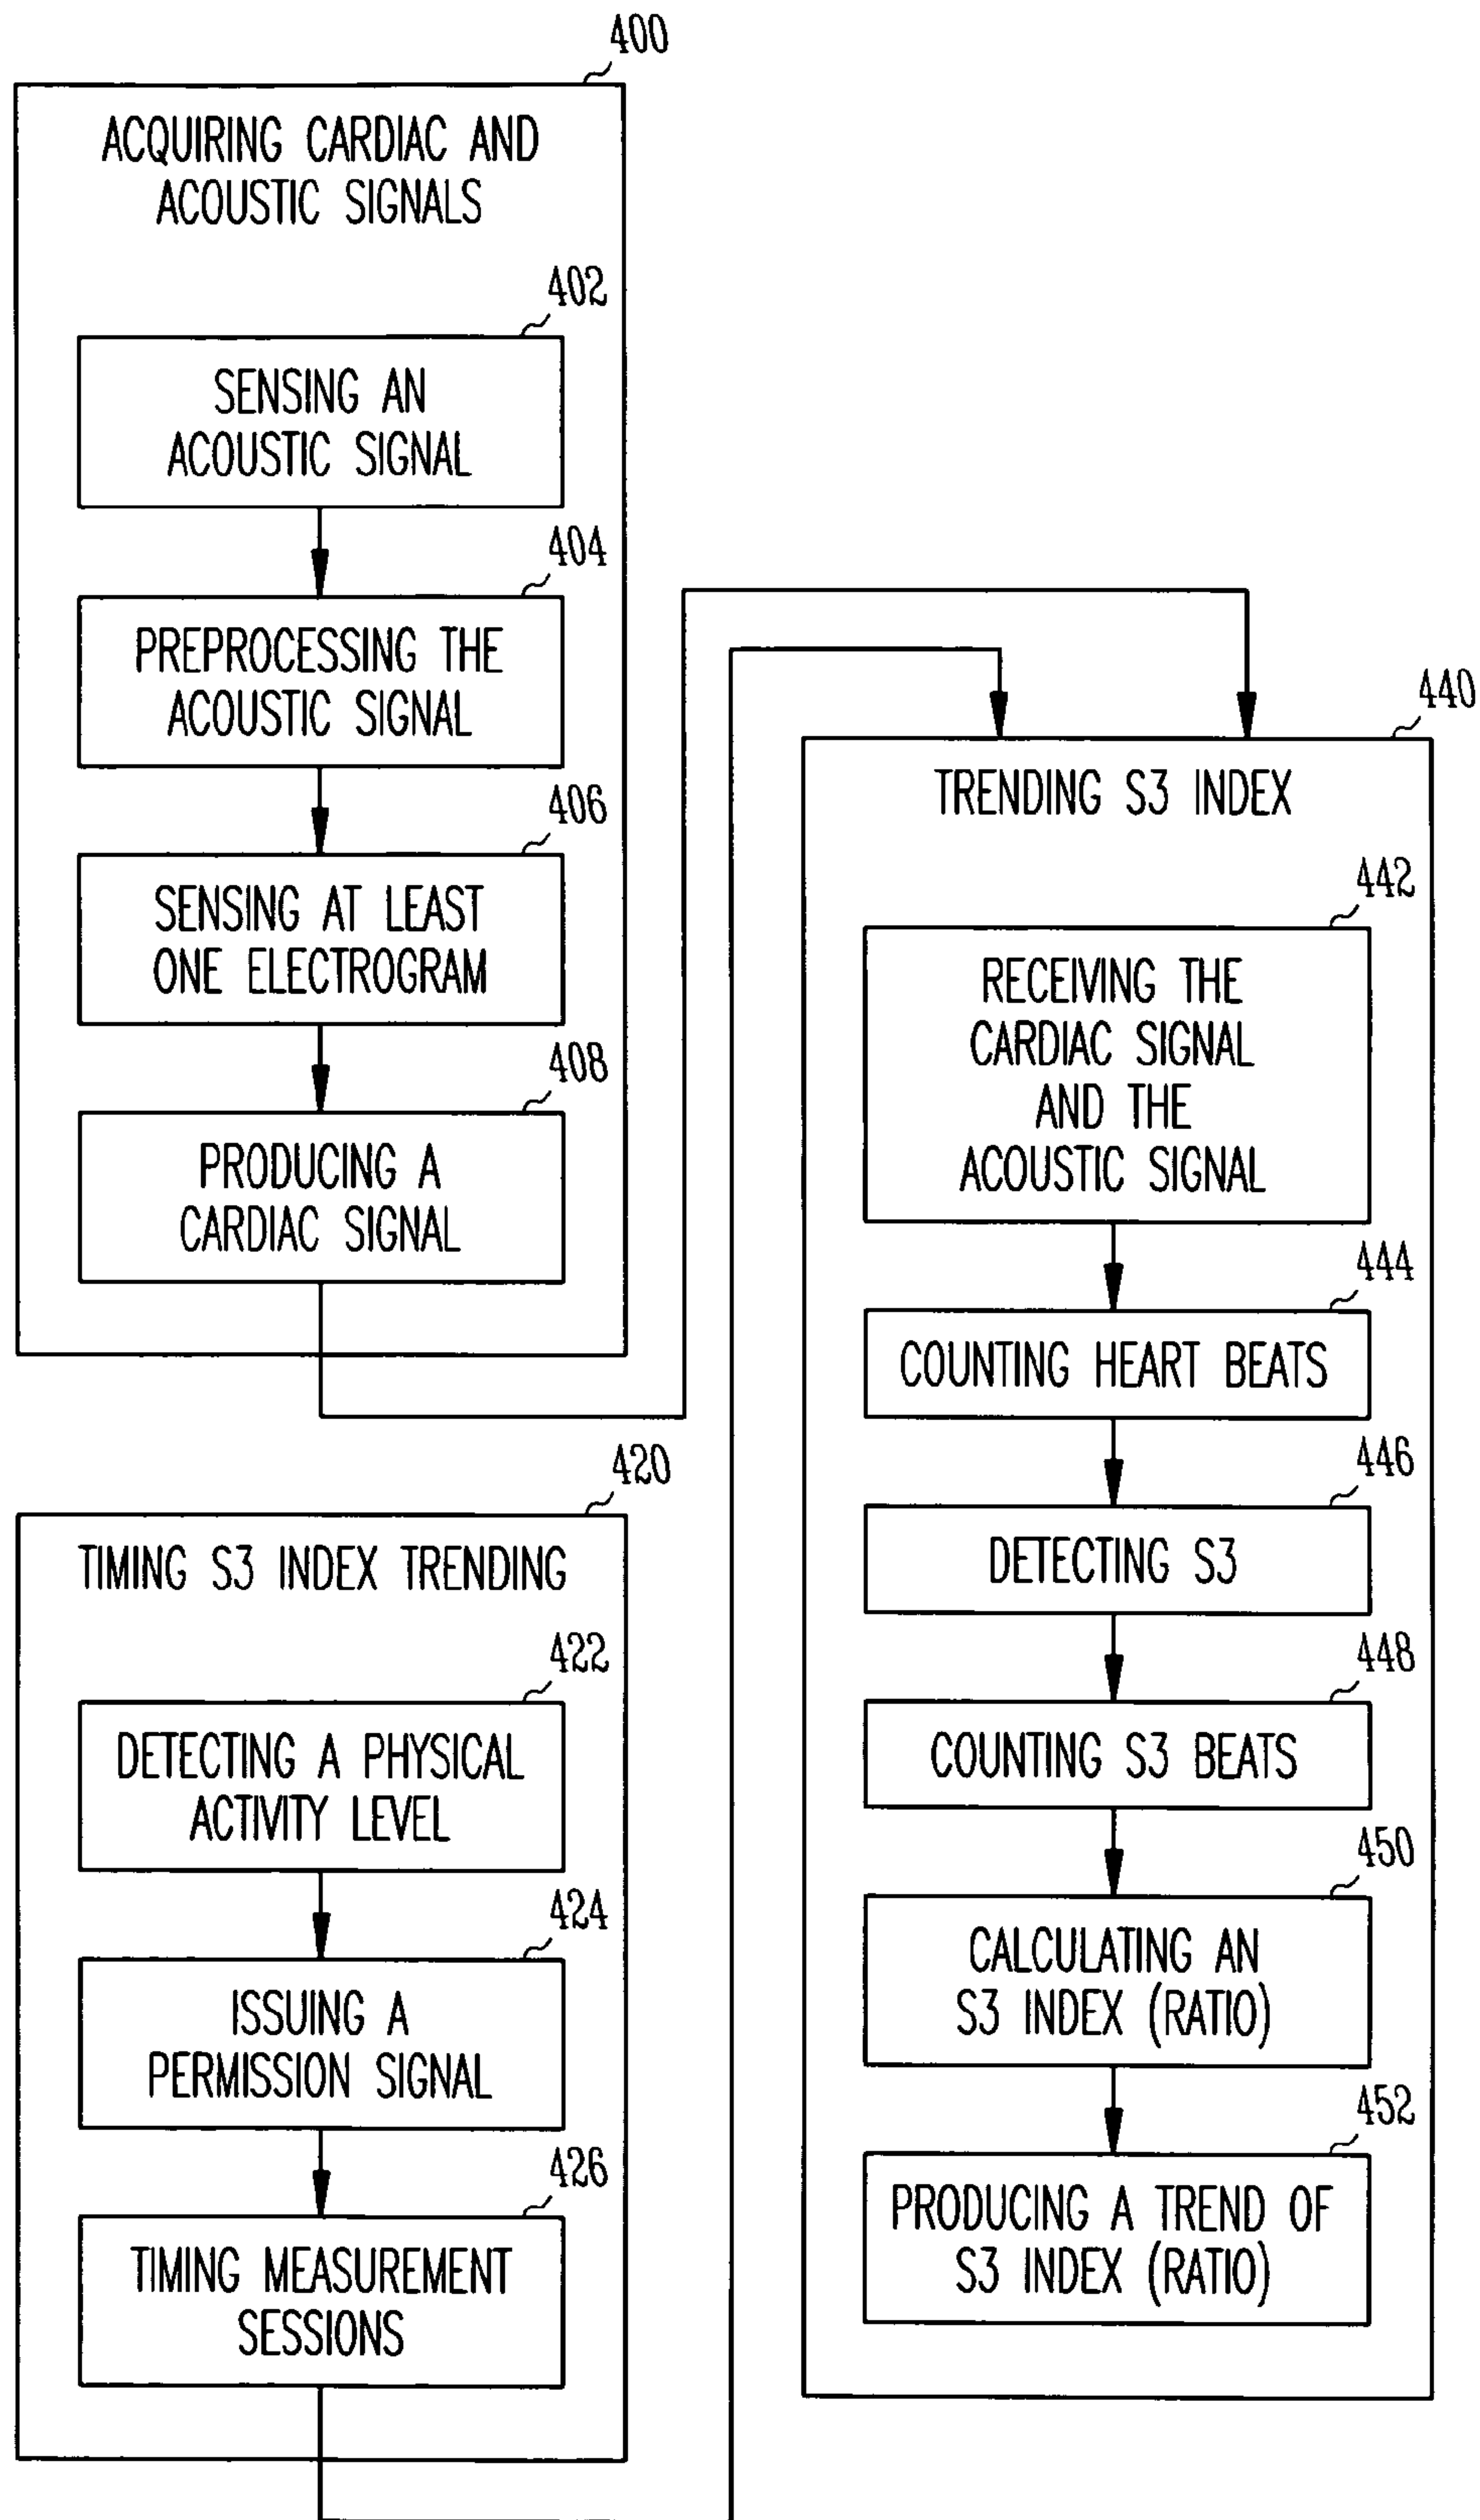 400
ACQUIRING CARDIAC AND
ACOUSTIC SIGNALS
402
SENSING AN
ACOUSTIC SIGNAL
404
PREPROCESSING THE
ACOUSTIC SIGNAL
406
SENSING AT LEAST
ONE ELECTROGRAM
408
PRODUCING A
CARDIAC SIGNAL
420
TIMING S3 INDEX TRENDING
422
DETECTING A PHYSICAL
ACTIVITY LEVEL
424
ISSUING A
PERMISSION SIGNAL
426
TIMING MEASUREMENT
SESSIONS
440
TRENDING S3 INDEX
442
RECEIVING THE
CARDIAC SIGNAL
AND THE
ACOUSTIC SIGNAL
444
COUNTING HEART BEATS
446
DETECTING S3
448
COUNTING S3 BEATS
450
CALCULATING AN
S3 INDEX (RATIO)
452
PRODUCING A TREND OF
S3 INDEX (RATIO)